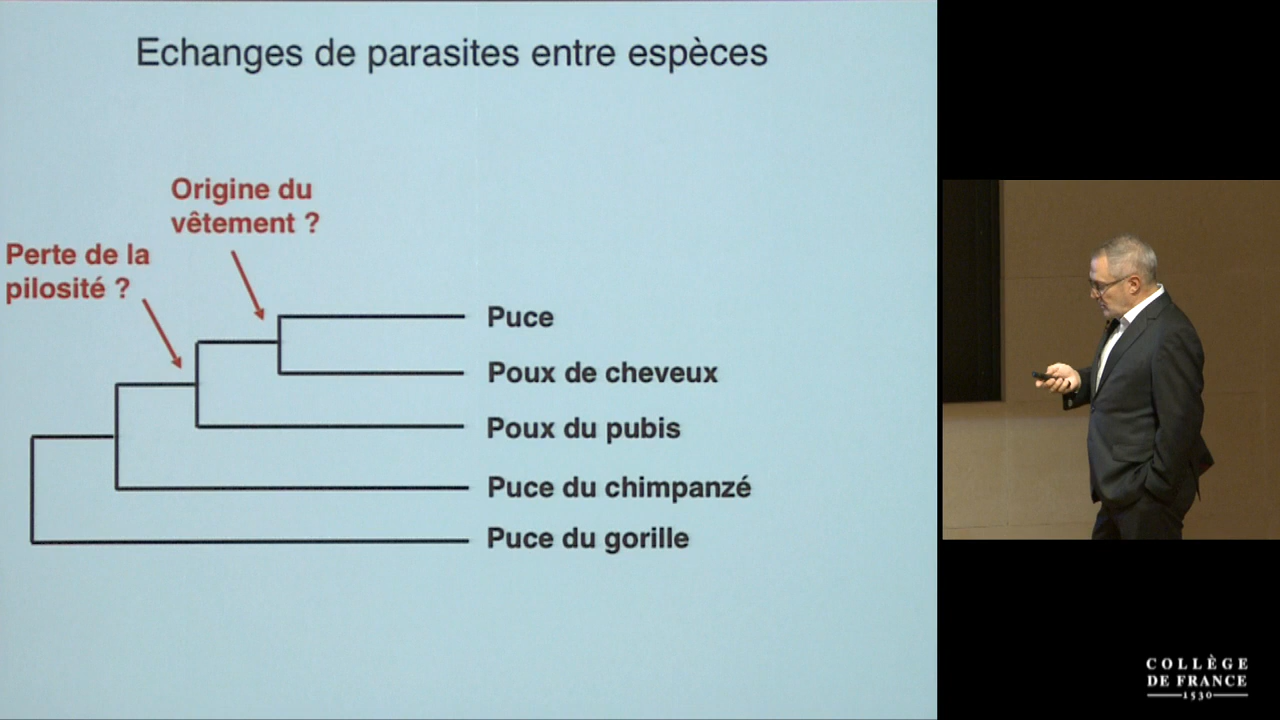 Echanges de parasites entre espèces
Origine du
vêtement ?
Perte de la
pilosité ?
Puce
Poux de cheveux
Poux du pubis
Puce du chimpanzé
Puce du gorille
COLLÈGE
DE FRANCE
1530